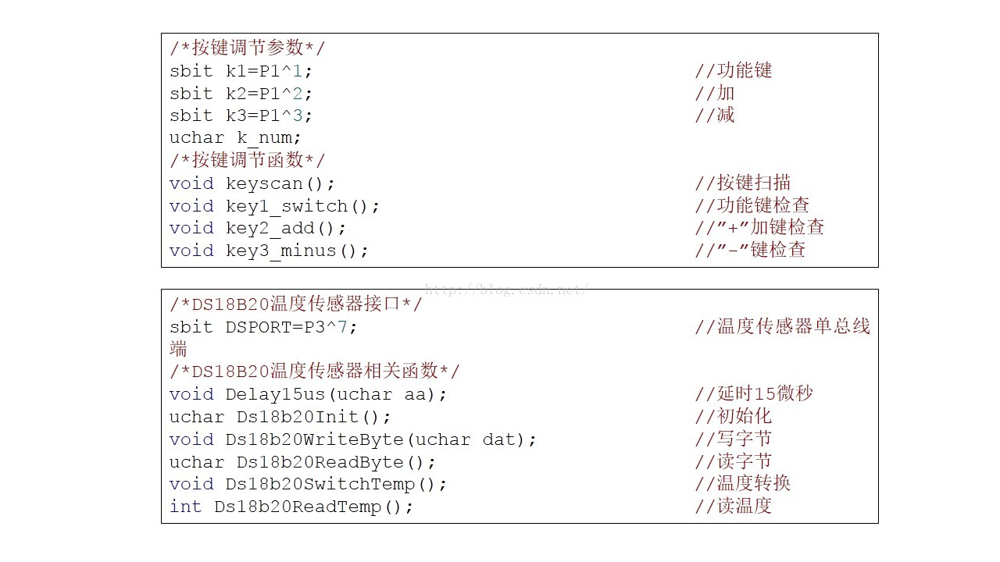 /*按键调节参数*/
sbit k1=P1^1; //功能键
sbit k2=P1^2; //加
sbit k3=P1^3; //减
uchar k_num;
/*按键调节函数*/
void keyscan(); //按键扫描
void key1_switch(); //功能键检查
void key2_add(); //”+”加键检查
void key3_minus(); //”-”键检查
http://blog.csdn.net/
/*DS18B20温度传感器接口*/
sbit DSPORT=P3^7; //温度传感器单总线
端
/*DS18B20温度传感器相关函数*/
void Delay15us(uchar aa); //延时15微秒
uchar Ds18b20Init(); //初始化
void Ds18b20WriteByte(uchar dat); //写字节
uchar Ds18b20ReadByte(); //读字节
void Ds18b20SwitchTemp(); //温度转换
int Ds18b20ReadTemp(); //读温度